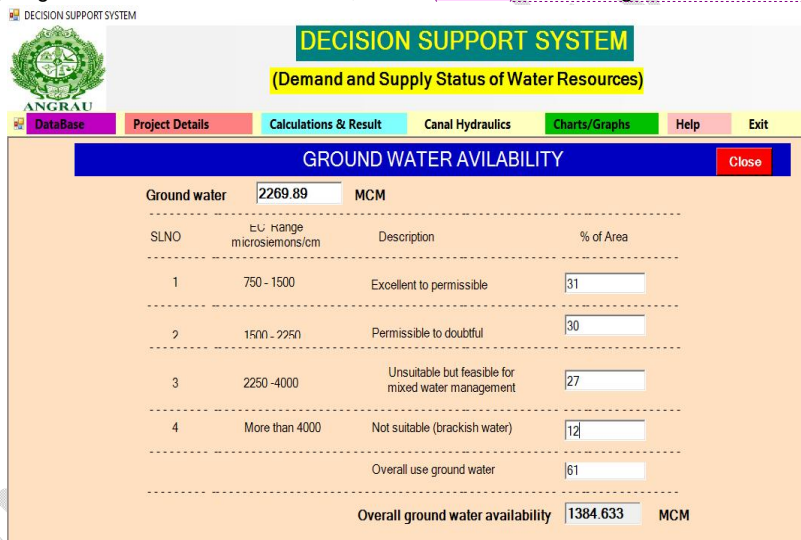 DECISION SUPPORT SYSTEM
DECISION SUPPORT SYSTEM
(Demand and Supply Status of Water Resources)
ANGRAU
DataBase Project Details Calculations & Result Canal Hydraulics Charts/Graphs Help Exit
GROUND WATER AVILABILITY Close
Ground water 2269.89 MCM
SLNO EC Range microsiemons/cm Description % of Area
1 750 - 1500 Excellent to permissible 31
2 1500 - 2250 Permissible to doubtful 30
3 2250 -4000 Unsuitable but feasible for mixed water management 27
4 More than 4000 Not suitable (brackish water) 12
Overall use ground water 61
Overall ground water availability 1384.633 MCM